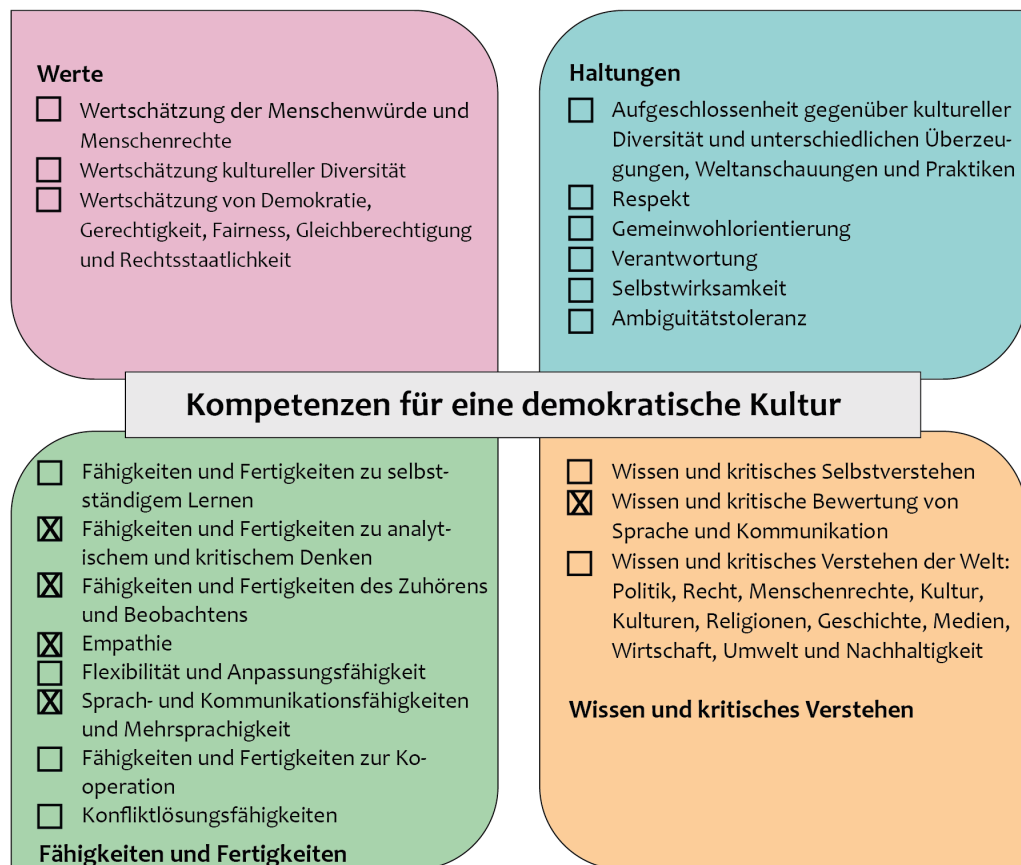 Werte
☐ Wertschätzung der Menschenwürde und
Menschenrechte
☐ Wertschätzung kultureller Diversität
☐ Wertschätzung von Demokratie,
Gerechtigkeit, Fairness, Gleichberechtigung
und Rechtsstaatlichkeit
Haltungen
☐ Aufgeschlossenheit gegenüber kultureller
Diversität und unterschiedlichen Überzeu-
gungen, Weltanschauungen und Praktiken
☐ Respekt
☐ Gemeinwohlorientierung
☐ Verantwortung
☐ Selbstwirksamkeit
☐ Ambiguitätstoleranz
Kompetenzen für eine demokratische Kultur
☐ Fähigkeiten und Fertigkeiten zu selbst-
ständigem Lernen
☒ Fähigkeiten und Fertigkeiten zu analyt-
ischem und kritischem Denken
☒ Fähigkeiten und Fertigkeiten des Zuhörens
und Beobachtens
☒ Empathie
☐ Flexibilität und Anpassungsfähigkeit
☒ Sprach- und Kommunikationsfähigkeiten
und Mehrsprachigkeit
☐ Fähigkeiten und Fertigkeiten zur Ko-
operation
☐ Konfliktlösungsfähigkeiten
Fähigkeiten und Fertigkeiten
☐ Wissen und kritisches Selbstverstehen
☒ Wissen und kritische Bewertung von
Sprache und Kommunikation
☐ Wissen und kritisches Verstehen der Welt:
Politik, Recht, Menschenrechte, Kultur,
Kulturen, Religionen, Geschichte, Medien,
Wirtschaft, Umwelt und Nachhaltigkeit
Wissen und kritisches Verstehen